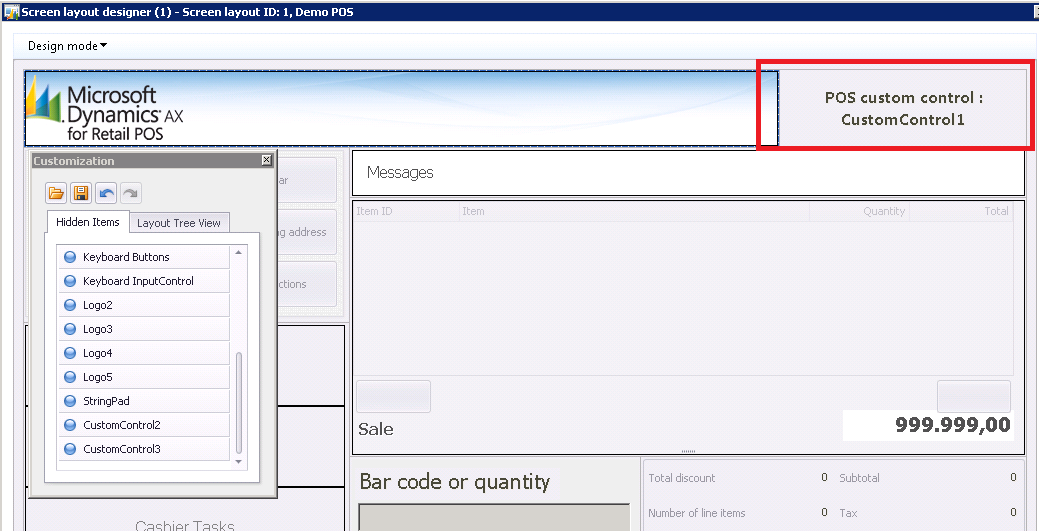 Screen layout designer (1) - Screen layout ID: 1, Demo POS
Design mode
Microsoft
Dynamics AX
for Retail POS
POS custom control :
CustomControl1
Customization
Hidden Items
Layout Tree View
Keyboard Buttons
Keyboard InputControl
Logo2
Logo3
Logo4
Logo5
StringPad
CustomControl2
CustomControl3
ar
g address
ctions
Messages
Item ID
Item
Quantity
Total
Sale
999.999,00
Bar code or quantity
Total discount
0
Subtotal
0
Number of line items
0
Tax
0
Cashier Tasks